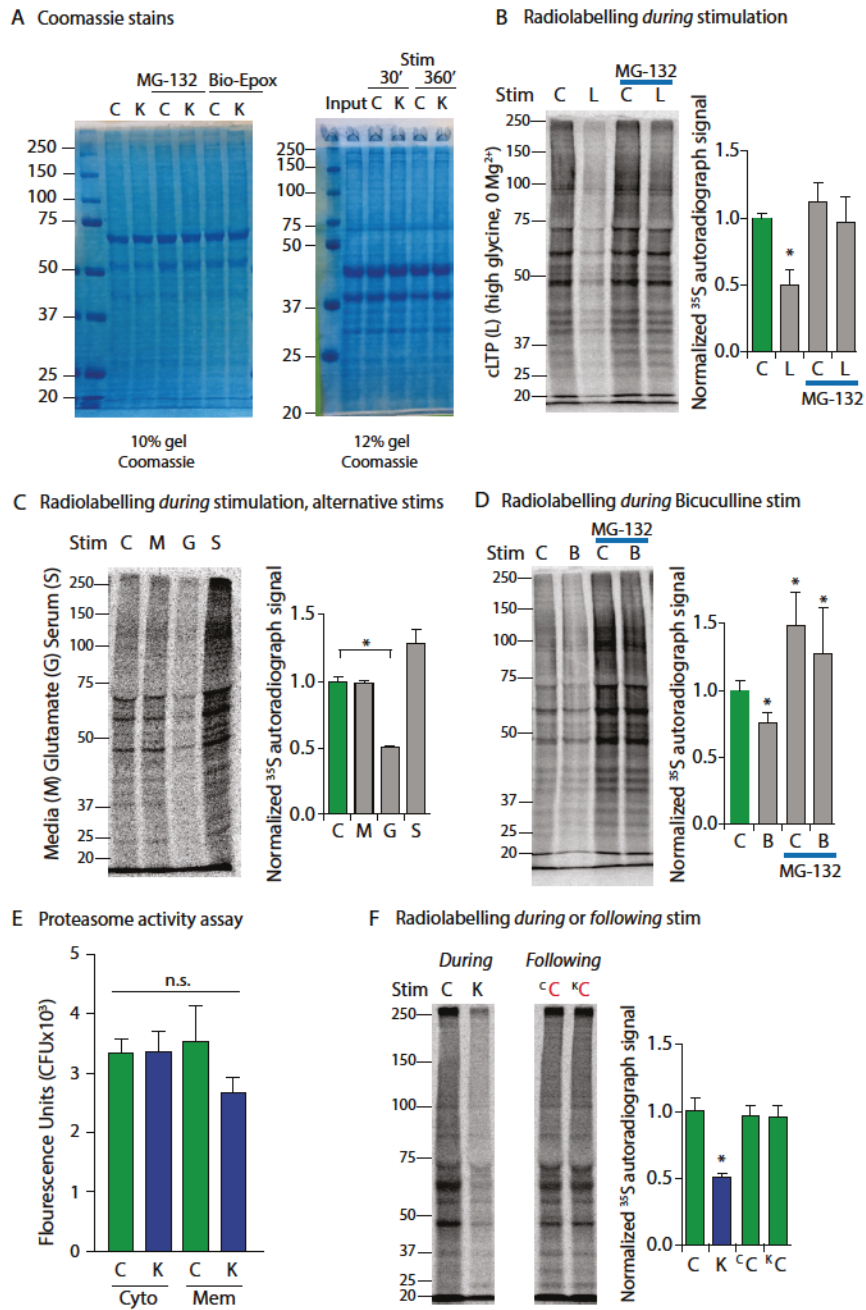 A Coomassie stains
MG-132 Bio-Epox
C K C K C K
250
150
100
75
50
37
25
20
10% gel
Coomassie
Stim
30′ 360′
Input C K C K
250
150
100
75
50
37
25
20
12% gel
Coomassie
B Radiolabelling during stimulation
MG-132
Stim C L C L
cLTP (L) (high glycine, 0 Mg²⁺)
250
150
100
75
50
37
25
20
Normalized ³⁵S autoradiograph signal
1.5
1.0
0.5
0.0
*
C L C L
MG-132
C Radiolabelling during stimulation, alternative stims
Stim C M G S
Media (M) Glutamate (G) Serum (S)
250
150
100
75
50
37
25
20
Normalized ³⁵S autoradiograph signal
1.5
1.0
0.5
0.0
*
C M G S
D Radiolabelling during Bicuculline stim
MG-132
Stim C B C B
250
150
100
75
50
37
25
20
Normalized ³⁵S autoradiograph signal
1.5
1.0
0.5
0.0
* * *
C B C B
MG-132
E Proteasome activity assay
Flourescence Units (CFUx10³)
5
4
3
2
1
0
n.s.
C K C K
Cyto Mem
F Radiolabelling during or following stim
During Following
Stim C K ᶜC ᴷC
250
150
100
75
50
37
25
20
Normalized ³⁵S autoradiograph signal
1.5
1.0
0.5
0.0
*
C K ᶜC ᴷC